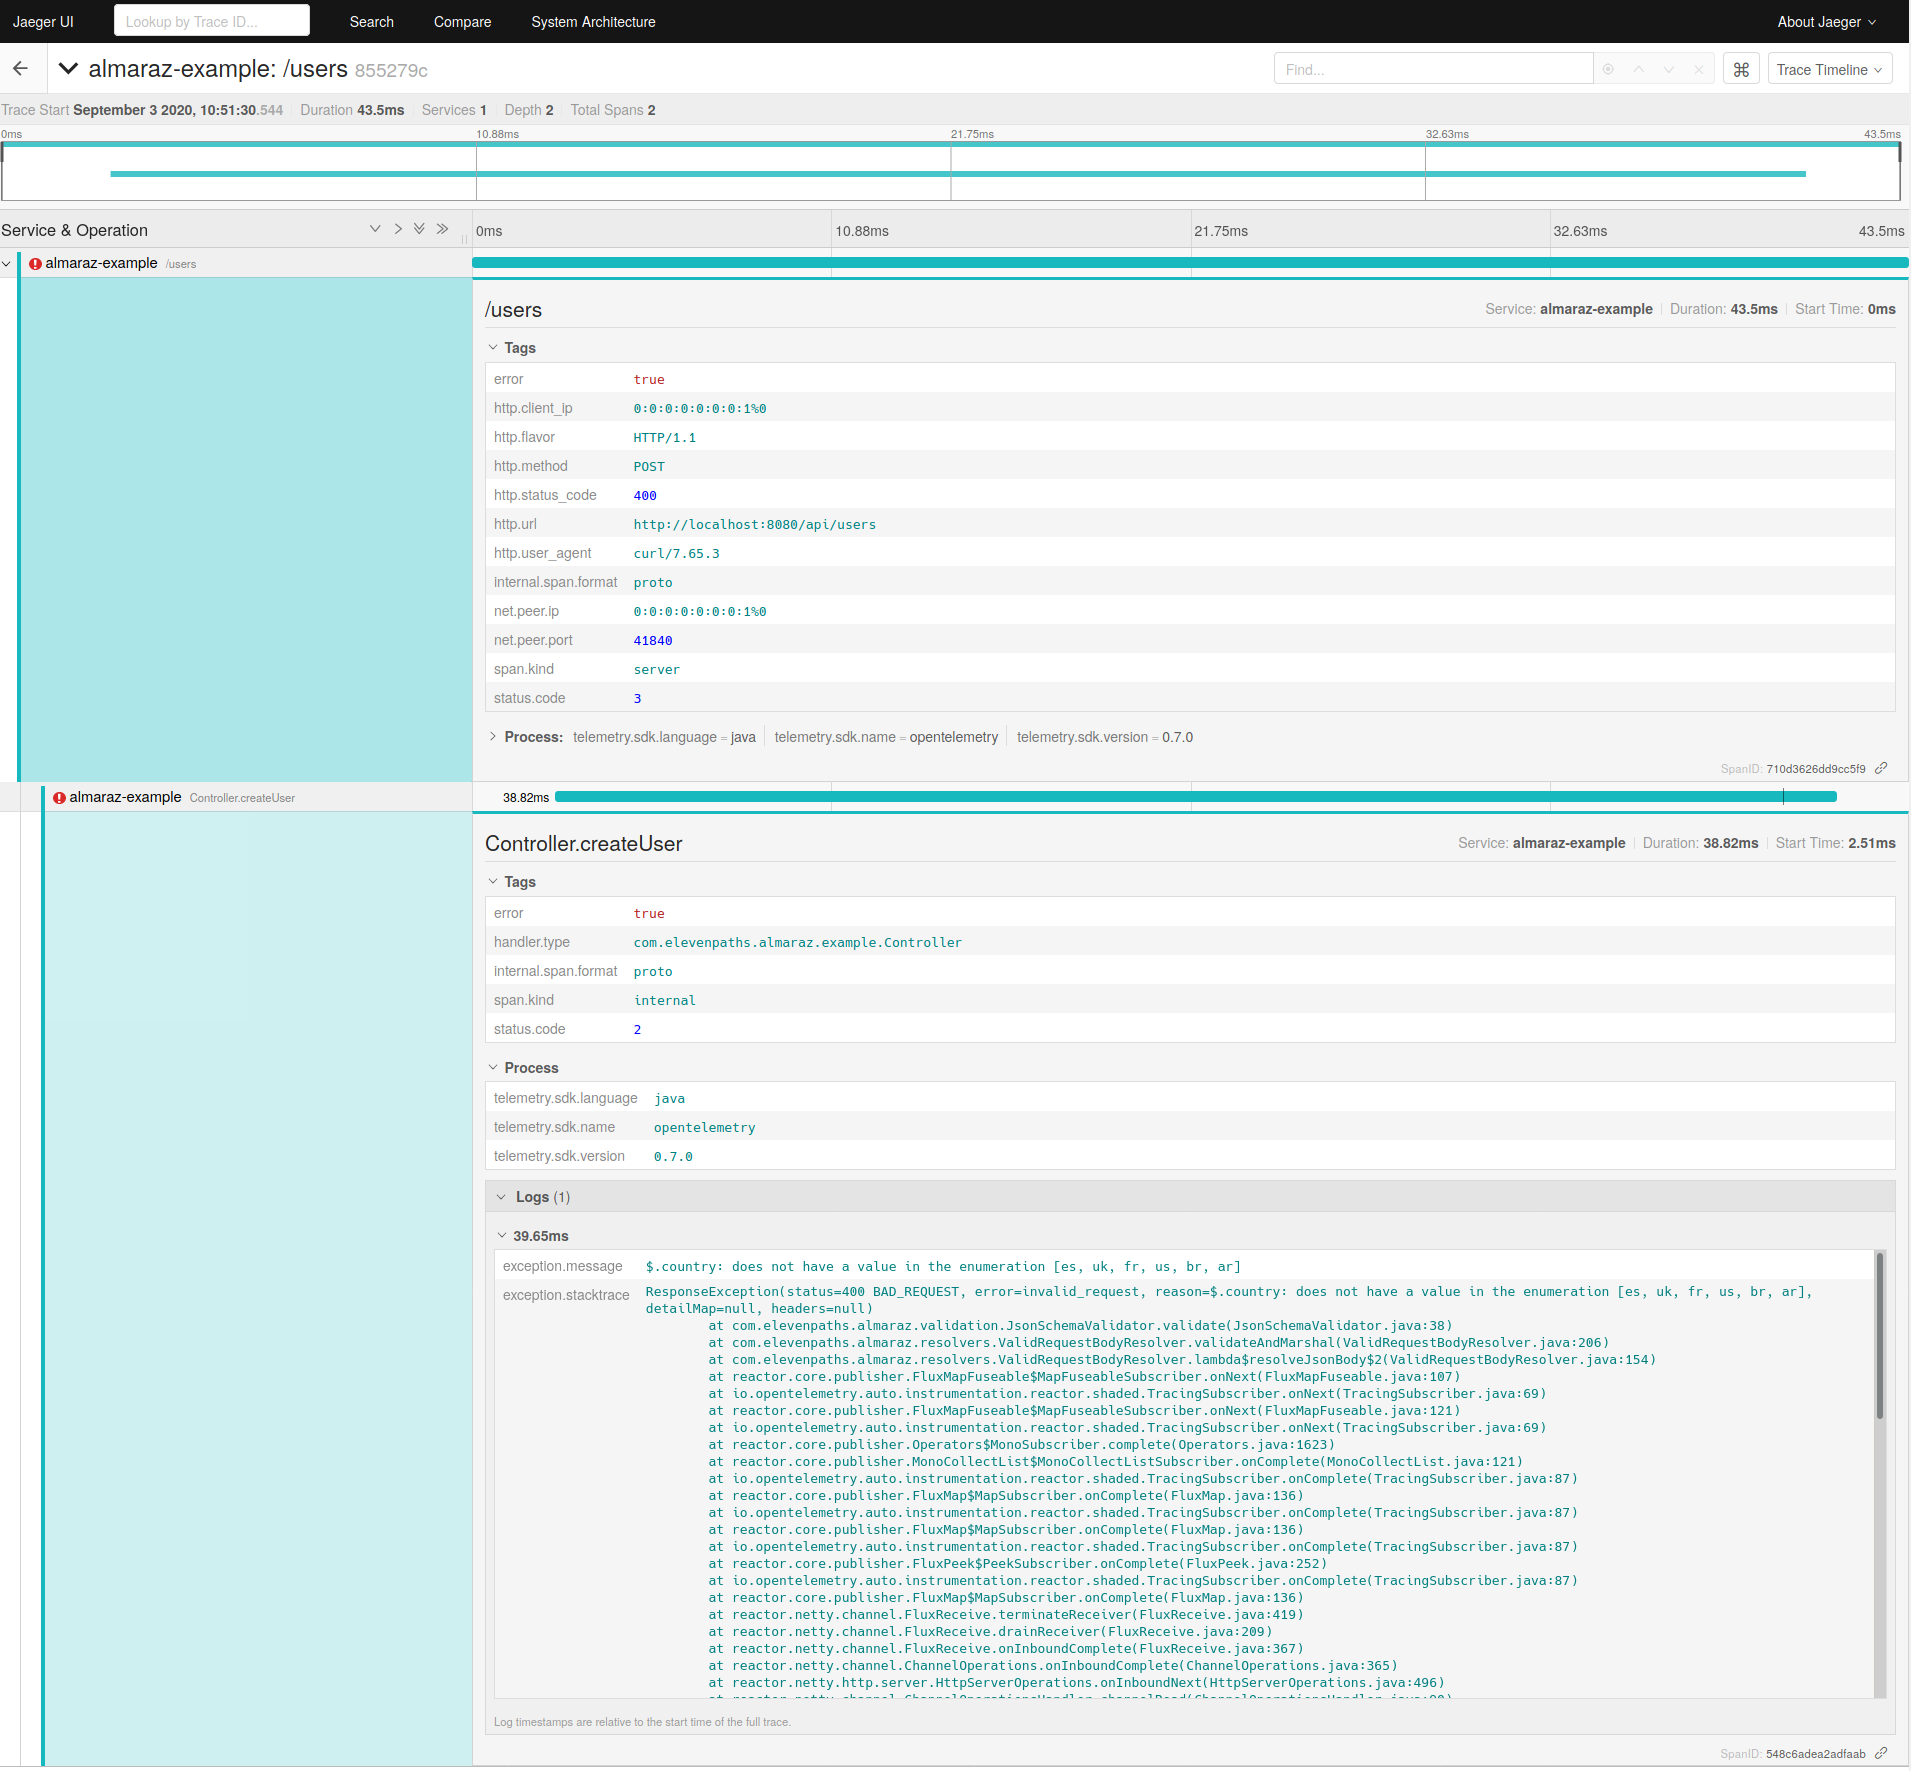 Jaeger UI
Lookup by Trace ID...
Search
Compare
System Architecture
About Jaeger
almaraz-example: /users 855279c
Find...
⌘
Trace Timeline
Trace Start September 3 2020, 10:51:30.544 Duration 43.5ms Services 1 Depth 2 Total Spans 2
0ms 10.88ms 21.75ms 32.63ms 43.5ms
Service & Operation
0ms 10.88ms 21.75ms 32.63ms 43.5ms
almaraz-example /users
/users
Service: almaraz-example Duration: 43.5ms Start Time: 0ms
Tags
error true
http.client_ip 0:0:0:0:0:0:0:1%0
http.flavor HTTP/1.1
http.method POST
http.status_code 400
http.url http://localhost:8080/api/users
http.user_agent curl/7.65.3
internal.span.format proto
net.peer.ip 0:0:0:0:0:0:0:1%0
net.peer.port 41840
span.kind server
status.code 3
Process: telemetry.sdk.language = java telemetry.sdk.name = opentelemetry telemetry.sdk.version = 0.7.0
SpanID: 710d3626dd9cc5f9
almaraz-example Controller.createUser
38.82ms
Controller.createUser
Service: almaraz-example Duration: 38.82ms Start Time: 2.51ms
Tags
error true
handler.type com.elevenpaths.almaraz.example.Controller
internal.span.format proto
span.kind internal
status.code 2
Process
telemetry.sdk.language java
telemetry.sdk.name opentelemetry
telemetry.sdk.version 0.7.0
Logs (1)
39.65ms
exception.message $.country: does not have a value in the enumeration [es, uk, fr, us, br, ar]
exception.stacktrace ResponseException(status=400 BAD_REQUEST, error=invalid_request, reason=$.country: does not have a value in the enumeration [es, uk, fr, us, br, ar],
detailMap=null, headers=null)
at com.elevenpaths.almaraz.validation.JsonSchemaValidator.validate(JsonSchemaValidator.java:38)
at com.elevenpaths.almaraz.resolvers.ValidRequestBodyResolver.validateAndMarshal(ValidRequestBodyResolver.java:206)
at com.elevenpaths.almaraz.resolvers.ValidRequestBodyResolver.lambda$resolveJsonBody$2(ValidRequestBodyResolver.java:154)
at reactor.core.publisher.FluxMapFuseable$MapFuseableSubscriber.onNext(FluxMapFuseable.java:107)
at io.opentelemetry.auto.instrumentation.reactor.shaded.TracingSubscriber.onNext(TracingSubscriber.java:69)
at reactor.core.publisher.FluxMapFuseable$MapFuseableSubscriber.onNext(FluxMapFuseable.java:121)
at io.opentelemetry.auto.instrumentation.reactor.shaded.TracingSubscriber.onNext(TracingSubscriber.java:69)
at reactor.core.publisher.Operators$MonoSubscriber.complete(Operators.java:1623)
at reactor.core.publisher.MonoCollectList$MonoCollectListSubscriber.onComplete(MonoCollectList.java:121)
at io.opentelemetry.auto.instrumentation.reactor.shaded.TracingSubscriber.onComplete(TracingSubscriber.java:87)
at reactor.core.publisher.FluxMap$MapSubscriber.onComplete(FluxMap.java:136)
at io.opentelemetry.auto.instrumentation.reactor.shaded.TracingSubscriber.onComplete(TracingSubscriber.java:87)
at reactor.core.publisher.FluxMap$MapSubscriber.onComplete(FluxMap.java:136)
at io.opentelemetry.auto.instrumentation.reactor.shaded.TracingSubscriber.onComplete(TracingSubscriber.java:87)
at reactor.core.publisher.FluxPeek$PeekSubscriber.onComplete(FluxPeek.java:252)
at io.opentelemetry.auto.instrumentation.reactor.shaded.TracingSubscriber.onComplete(TracingSubscriber.java:87)
at reactor.core.publisher.FluxMap$MapSubscriber.onComplete(FluxMap.java:136)
at reactor.netty.channel.FluxReceive.terminateReceiver(FluxReceive.java:419)
at reactor.netty.channel.FluxReceive.drainReceiver(FluxReceive.java:209)
at reactor.netty.channel.FluxReceive.onInboundComplete(FluxReceive.java:367)
at reactor.netty.channel.ChannelOperations.onInboundComplete(ChannelOperations.java:365)
at reactor.netty.http.server.HttpServerOperations.onInboundNext(HttpServerOperations.java:496)
Log timestamps are relative to the start time of the full trace.
SpanID: 548c6adea2adfaab